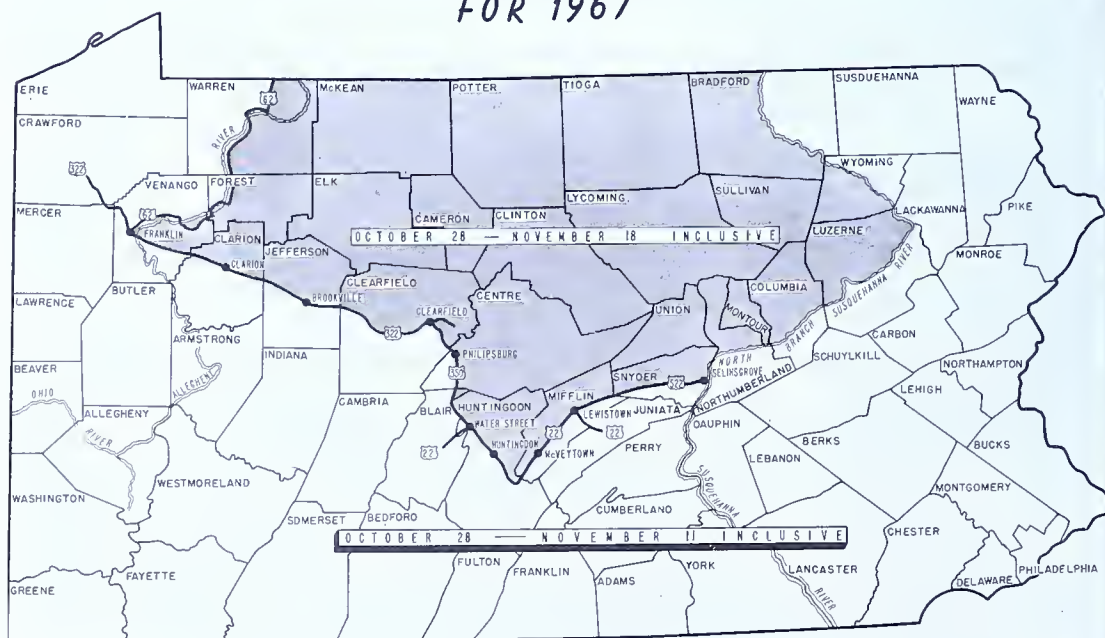 FOR 1967
ERIE
WARREN
62
McKEAN
POTTER
TIOGA
BRADFORD
SUSQUEHANNA
WAYNE
CRAWFORD
RIVER
322
VENANGO
FOREST
ELK
WYOMING
MERCER
62
FRANKLIN
CLARION
CAMERON
CLINTON
LYCOMING
SULLIVAN
LACKAWANNA
PIKE
OCTOBER 28 — NOVEMBER 18 INCLUSIVE
LUZERNE
CLARION
JEFFERSON
MONROE
LAWRENCE
BUTLER
BROOKVILLE
CLEARFIELD
CLEARFIELD
CENTRE
UNION
MONTOUR
COLUMBIA
SUSQUEHANNA RIVER
BRANCH
NORTH
CARBON
ARMSTRONG
322
PHILIPSBURG
INDIANA
SCHUYLKILL
NORTHAMPTON
BEAVER
OHIO
RIVER
ALLEGHENY
ALLEGHENY
350
SNYDER
522
SELINSGROVE
NORTHUMBERLAND
LEHIGH
CAMBRIA
BLAIR
HUNTINGDON
MIFFLIN
LEWISTOWN
JUNIATA
WATER STREET
22
22
22
HUNTINGDON
McVEYTOWN
PERRY
DAUPHIN
LEBANON
BERKS
BUCKS
WASHINGTON
WESTMORELAND
SUSQUEHANNA
RIVER
MONTGOMERY
SOMERSET
BEDFORD
CUMBERLAND
CHESTER
OCTOBER 28 — NOVEMBER 11 INCLUSIVE
GREENE
FAYETTE
FULTON
FRANKLIN
ADAMS
YORK
LANCASTER
DELAWARE
PHILADELPHIA